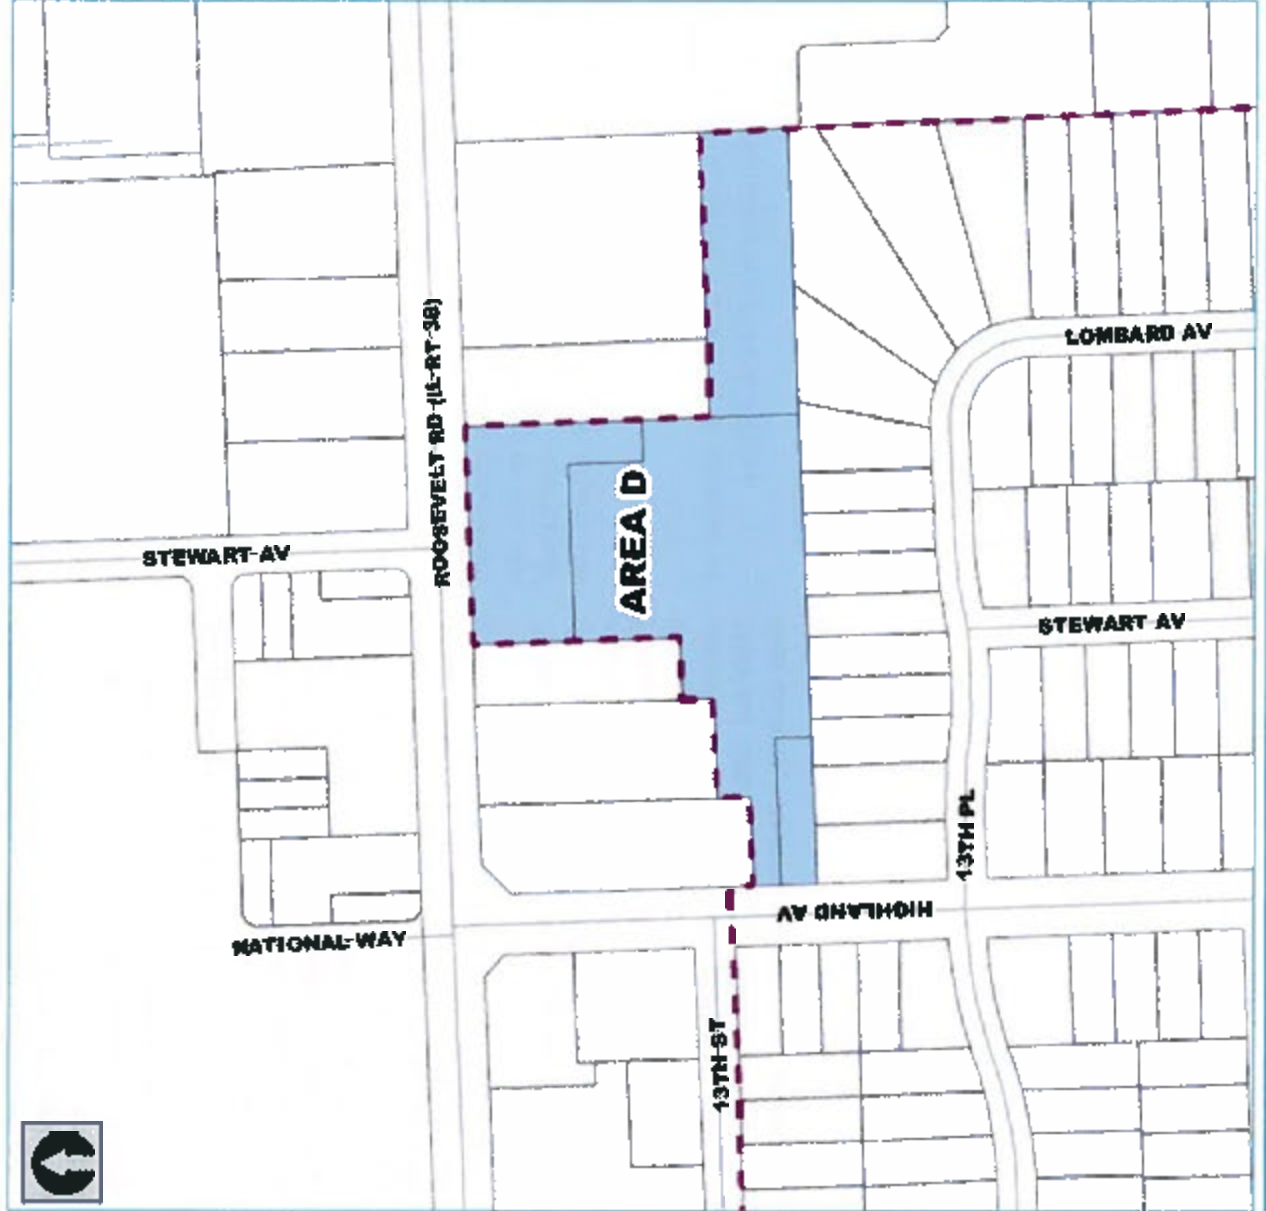 LOMBARD AV
ROOSEVELT RD (IL-RT-38)
AREA D
STEWART AV
STEWART AV
13TH PL
HIGHLAND AV
NATIONAL WAY
13TH ST